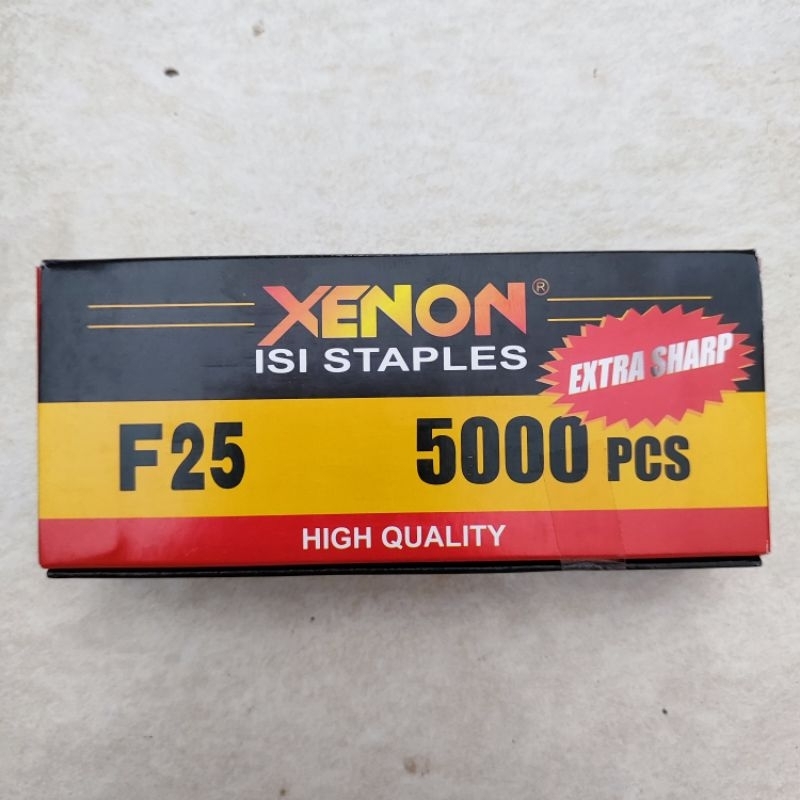 XENON®
ISI STAPLES
EXTRA SHARP
F25 5000 PCS
HIGH QUALITY